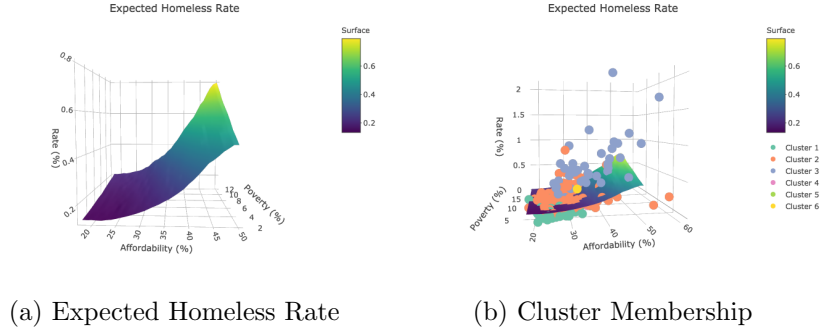 Expected Homeless Rate
Surface
0.8
0.6
0.4
0.2
Rate (%)
0.6
0.4
0.2
20
25
30
35
40
45
50
Affordability (%)
12
10
8
6
4
2
Poverty (%)
Expected Homeless Rate
Surface
2
1.5
1
0.5
0
Rate (%)
0.6
0.4
0.2
Cluster 1
Cluster 2
Cluster 3
Cluster 4
Cluster 5
Cluster 6
15
10
5
Poverty (%)
20
30
40
50
60
Affordability (%)
(a) Expected Homeless Rate
(b) Cluster Membership